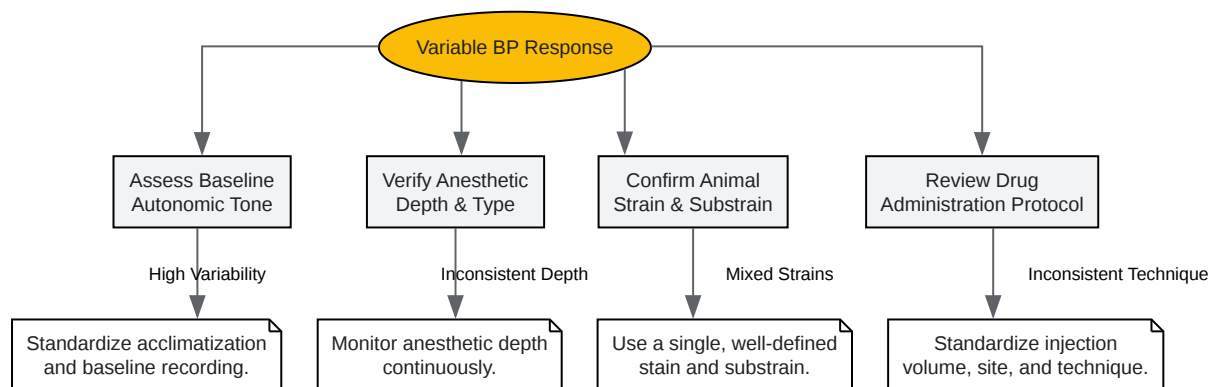 Variable BP Response
Assess Baseline
Autonomic Tone
Verify Anesthetic
Depth & Type
Confirm Animal
Strain & Substrain
Review Drug
Administration Protocol
High Variability
Inconsistent Depth
Mixed Strains
Inconsistent Technique
Standardize acclimatization
and baseline recording.
Monitor anesthetic depth
continuously.
Use a single, well-defined
stain and substrain.
Standardize injection
volume, site, and technique.